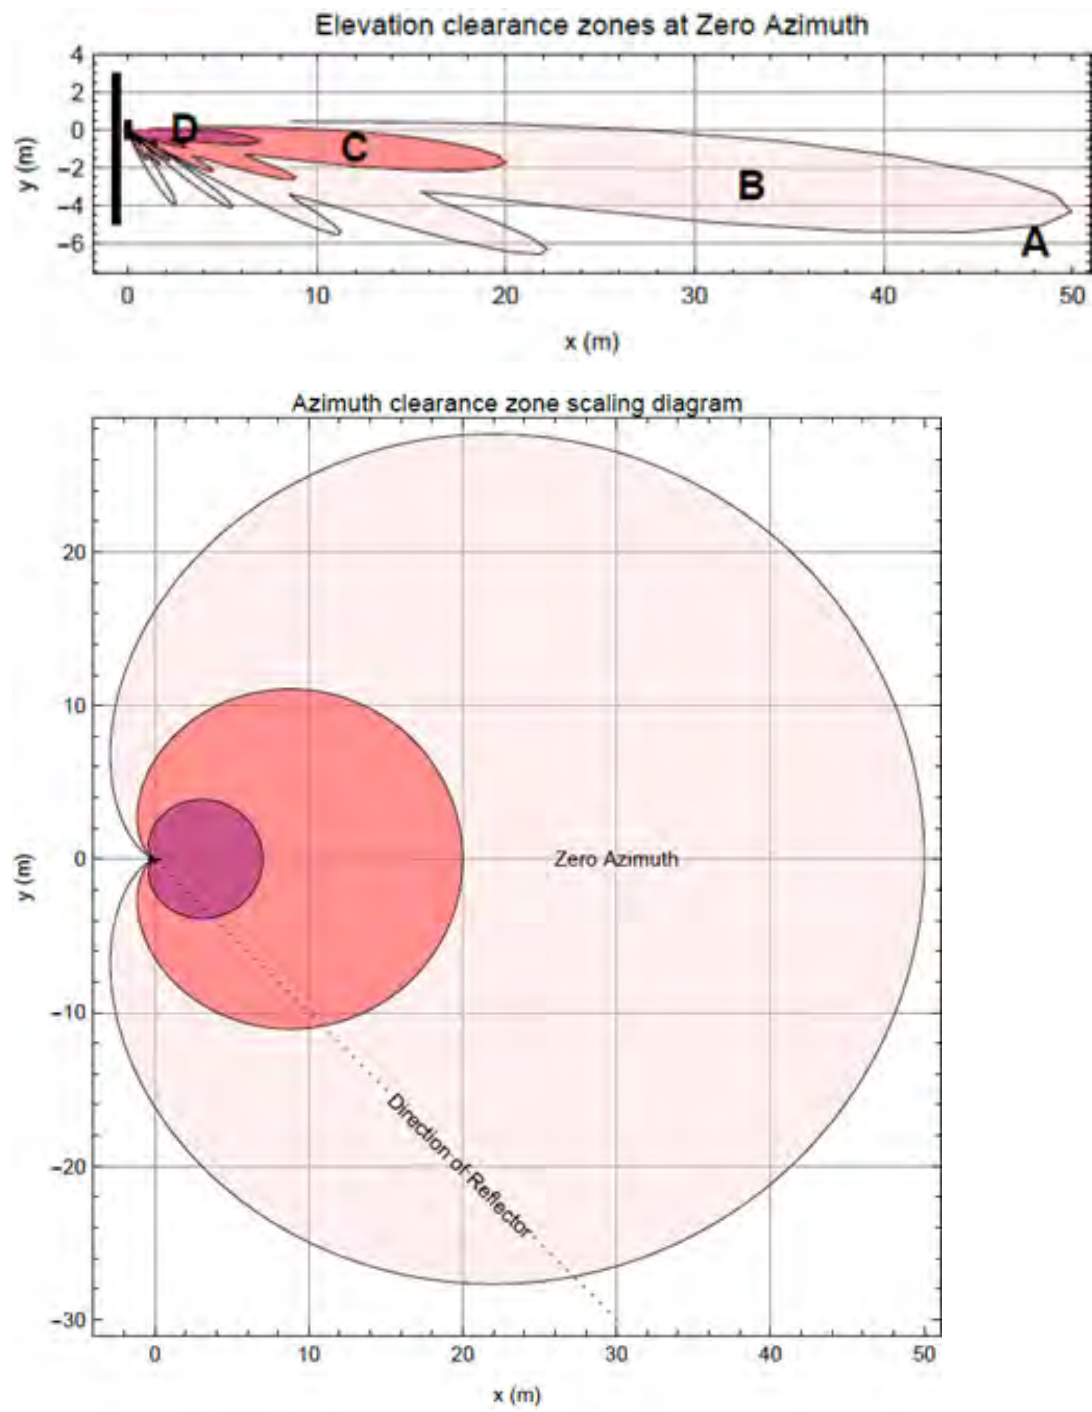 Elevation clearance zones at Zero Azimuth
4
2
0
−2
−4
−6
y (m)
D
C
B
A
0 10 20 30 40 50
x (m)
Azimuth clearance zone scaling diagram
20
10
0
−10
−20
−30
y (m)
Zero Azimuth
Direction of Reflector
0 10 20 30 40 50
x (m)